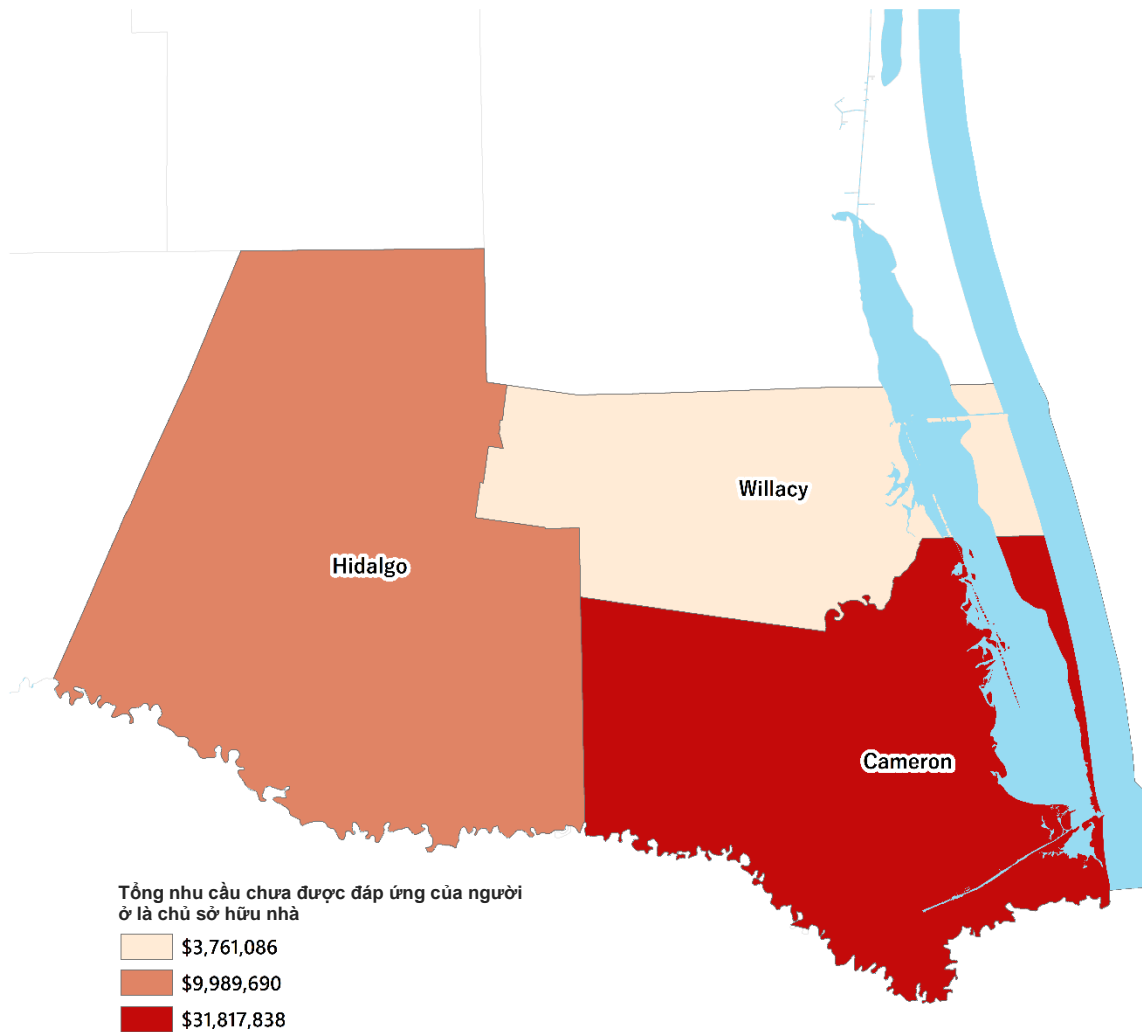 Willacy
Hidalgo
Cameron
Tổng nhu cầu chưa được đáp ứng của người
ở là chủ sở hữu nhà
$3,761,086
$9,989,690
$31,817,838